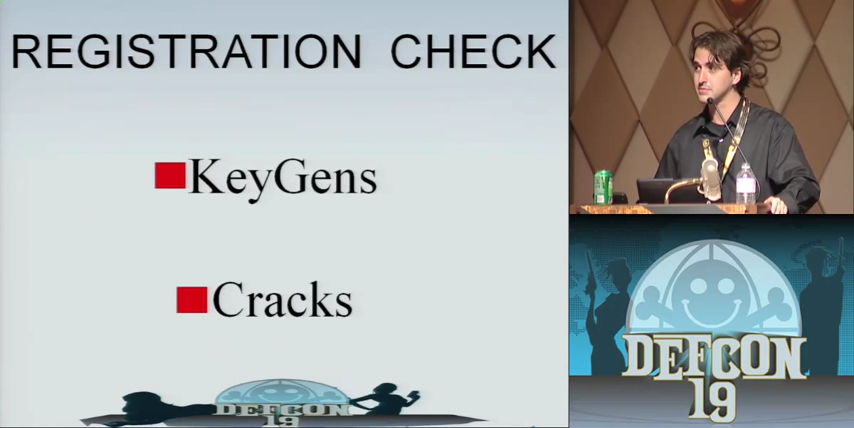 REGISTRATION CHECK
KeyGens
Cracks
DEFCON
19
DEFCON
19